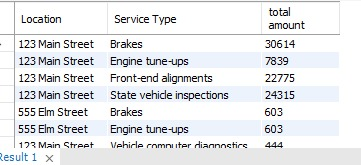 Location Service Type total amount
123 Main Street Brakes 30614
123 Main Street Engine tune-ups 7839
123 Main Street Front-end alignments 22775
123 Main Street State vehicle inspections 24315
555 Elm Street Brakes 603
555 Elm Street Engine tune-ups 603
123 Main Street Vehicle computer diagnostics 444
Result 1 ×